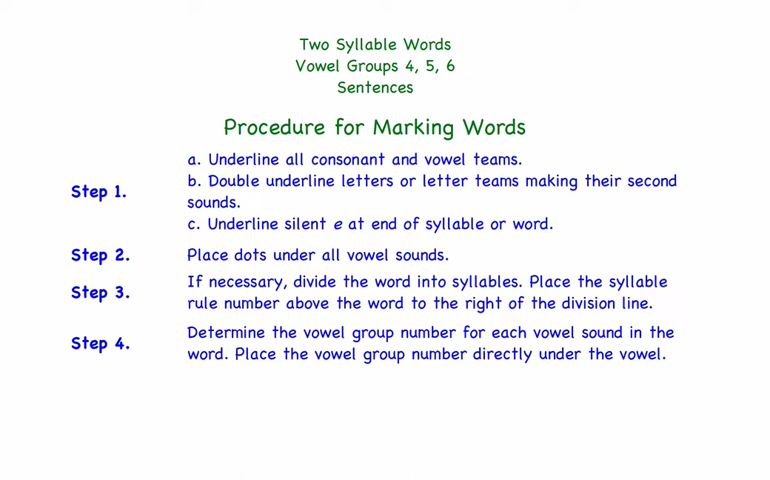 Two Syllable Words
Vowel Groups 4, 5, 6
Sentences
Procedure for Marking Words
a. Underline all consonant and vowel teams.
Step 1.
b. Double underline letters or letter teams making their second
sounds.
c. Underline silent e at end of syllable or word.
Step 2.
Place dots under all vowel sounds.
Step 3.
If necessary, divide the word into syllables. Place the syllable
rule number above the word to the right of the division line.
Step 4.
Determine the vowel group number for each vowel sound in the
word. Place the vowel group number directly under the vowel.